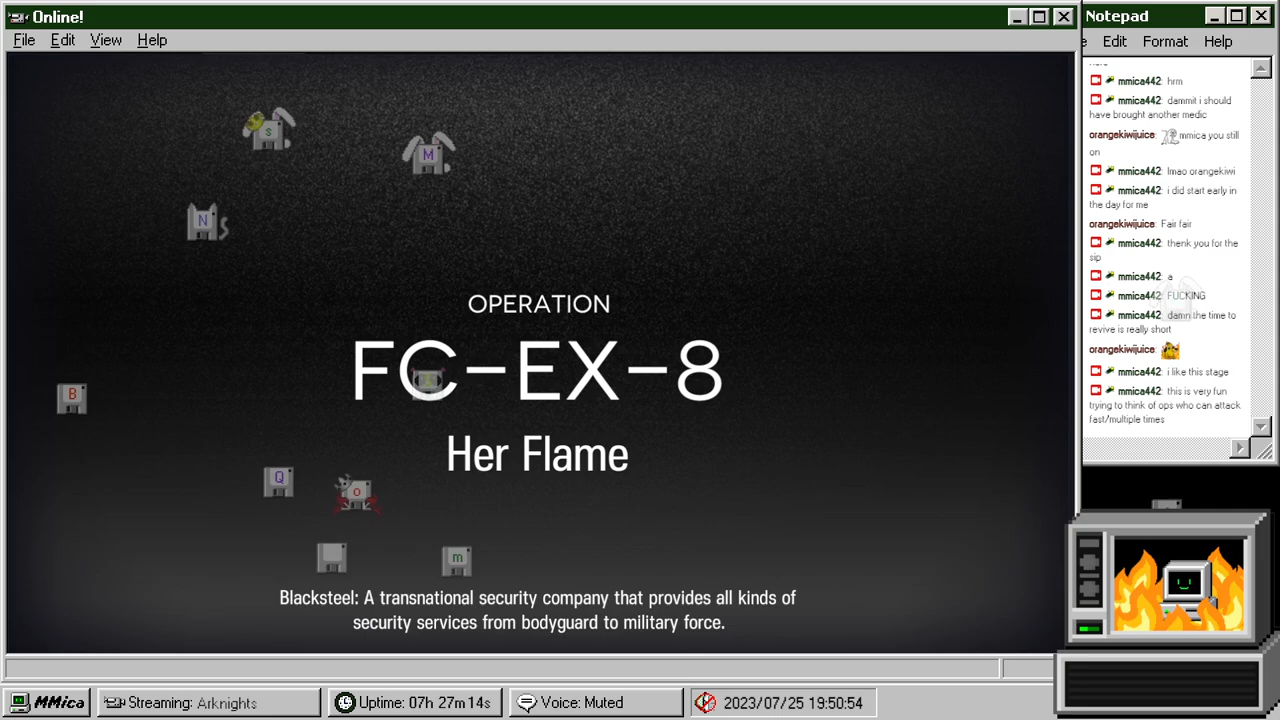 Online!
File Edit View Help
s
M
N
OPERATION
FC-EX-8
Her Flame
B
Q
o
m
Blacksteel: A transnational security company that provides all kinds of
security services from bodyguard to military force.
Notepad
Edit Format Help
mmica442: hrm
mmica442: dammit i should
have brought another medic
orangekiwijuice: mmica you still
on
mmica442: lmao orangekiwi
mmica442: i did start early in
the day for me
orangekiwijuice: Fair fair
mmica442: thenk you for the
sip
mmica442: a
mmica442: FUCKING
mmica442: damn the time to
revive is really short
orangekiwijuice:
mmica442: i like this stage
mmica442: this is very fun
trying to think of ops who can attack
fast/multiple times
MMica
Streaming: Arknights
Uptime: 07h 27m 14s
Voice: Muted
2023/07/25 19:50:54